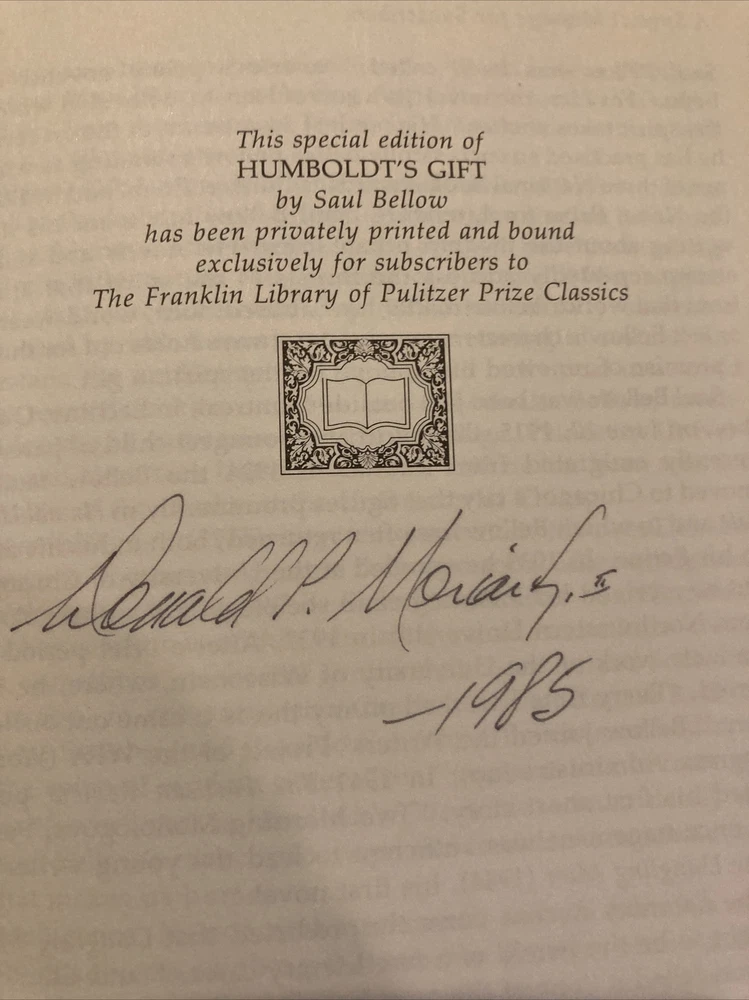 This special edition of
HUMBOLDT'S GIFT
by Saul Bellow
has been privately printed and bound
exclusively for subscribers to
The Franklin Library of Pulitzer Prize Classics
Donald P. Moriarty, II
—1985